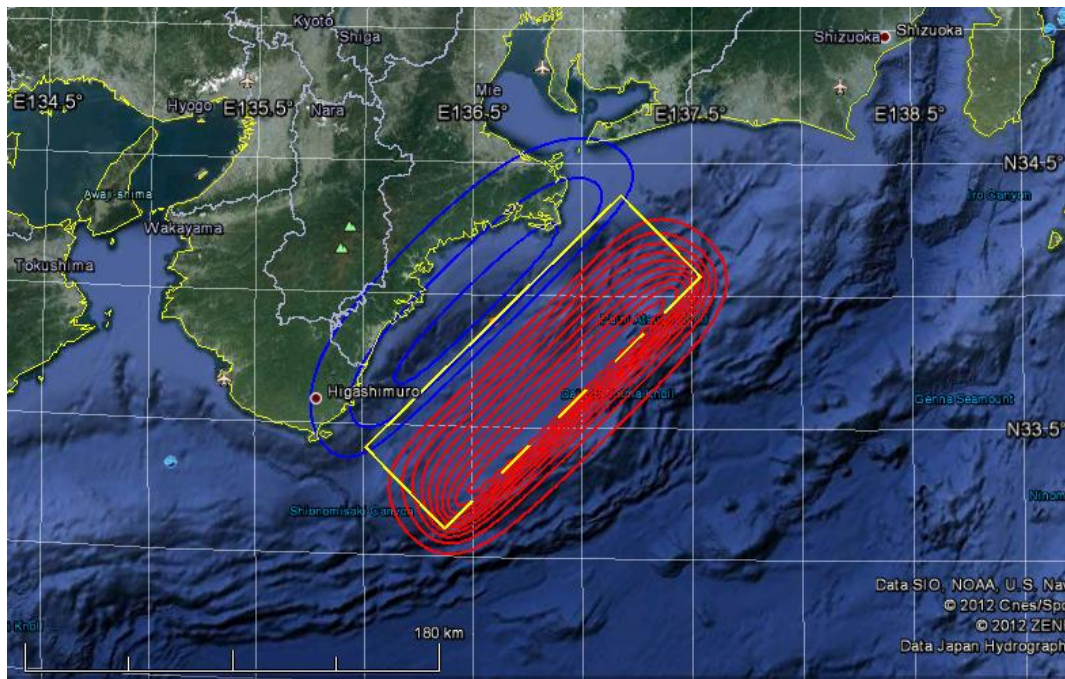 Kyoto
Shiga
Shizuoka
Shizuoka
Mie
E134.5°
Hyogo
E135.5°
Nara
E136.5°
E137.5°
E138.5°
N34.5°
Awaji-shima
Iro Canyon
Wakayama
Tokushima
Higashimuro
Genna Seamount
N33.5°
Shionomisaki Canyon
Data SIO, NOAA, U.S. Nav
© 2012 Cnes/Spo
© 2012 ZENR
180 km
Data Japan Hydrograph